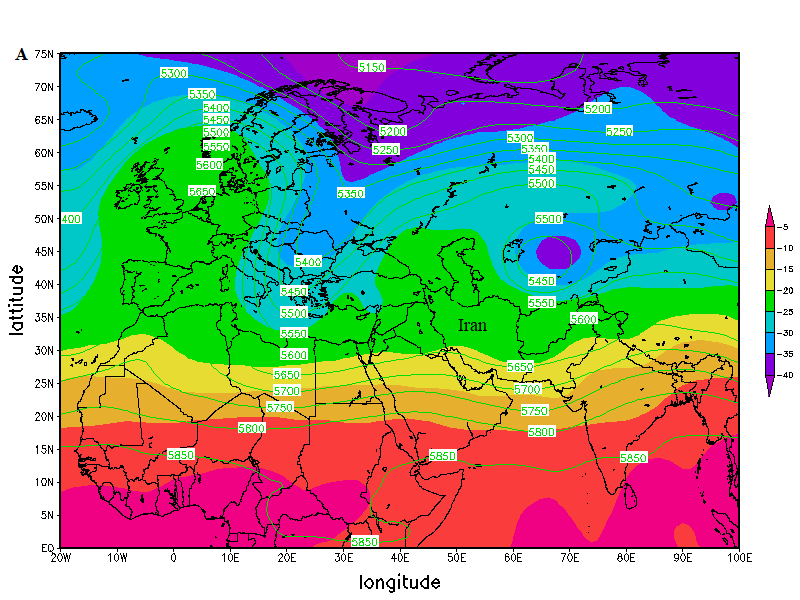 A
75N
70N
65N
60N
55N
50N
45N
40N
35N
30N
25N
20N
15N
10N
5N
EQ
20W 10W 0 10E 20E 30E 40E 50E 60E 70E 80E 90E 100E
longitude
lattitude
5150
5300
5350
5400
5450
5500
5550
5600
5650
5200
5250
5350
5200
5250
5300
5350
5400
5450
5500
400
5500
5400
5450
5450
5500
5550
5550
5600
Iran
5600
5650
5650
5700
5700
5750
5750
5800
5800
5850
5850
5850
5850
-5
-10
-15
-20
-25
-30
-35
-40